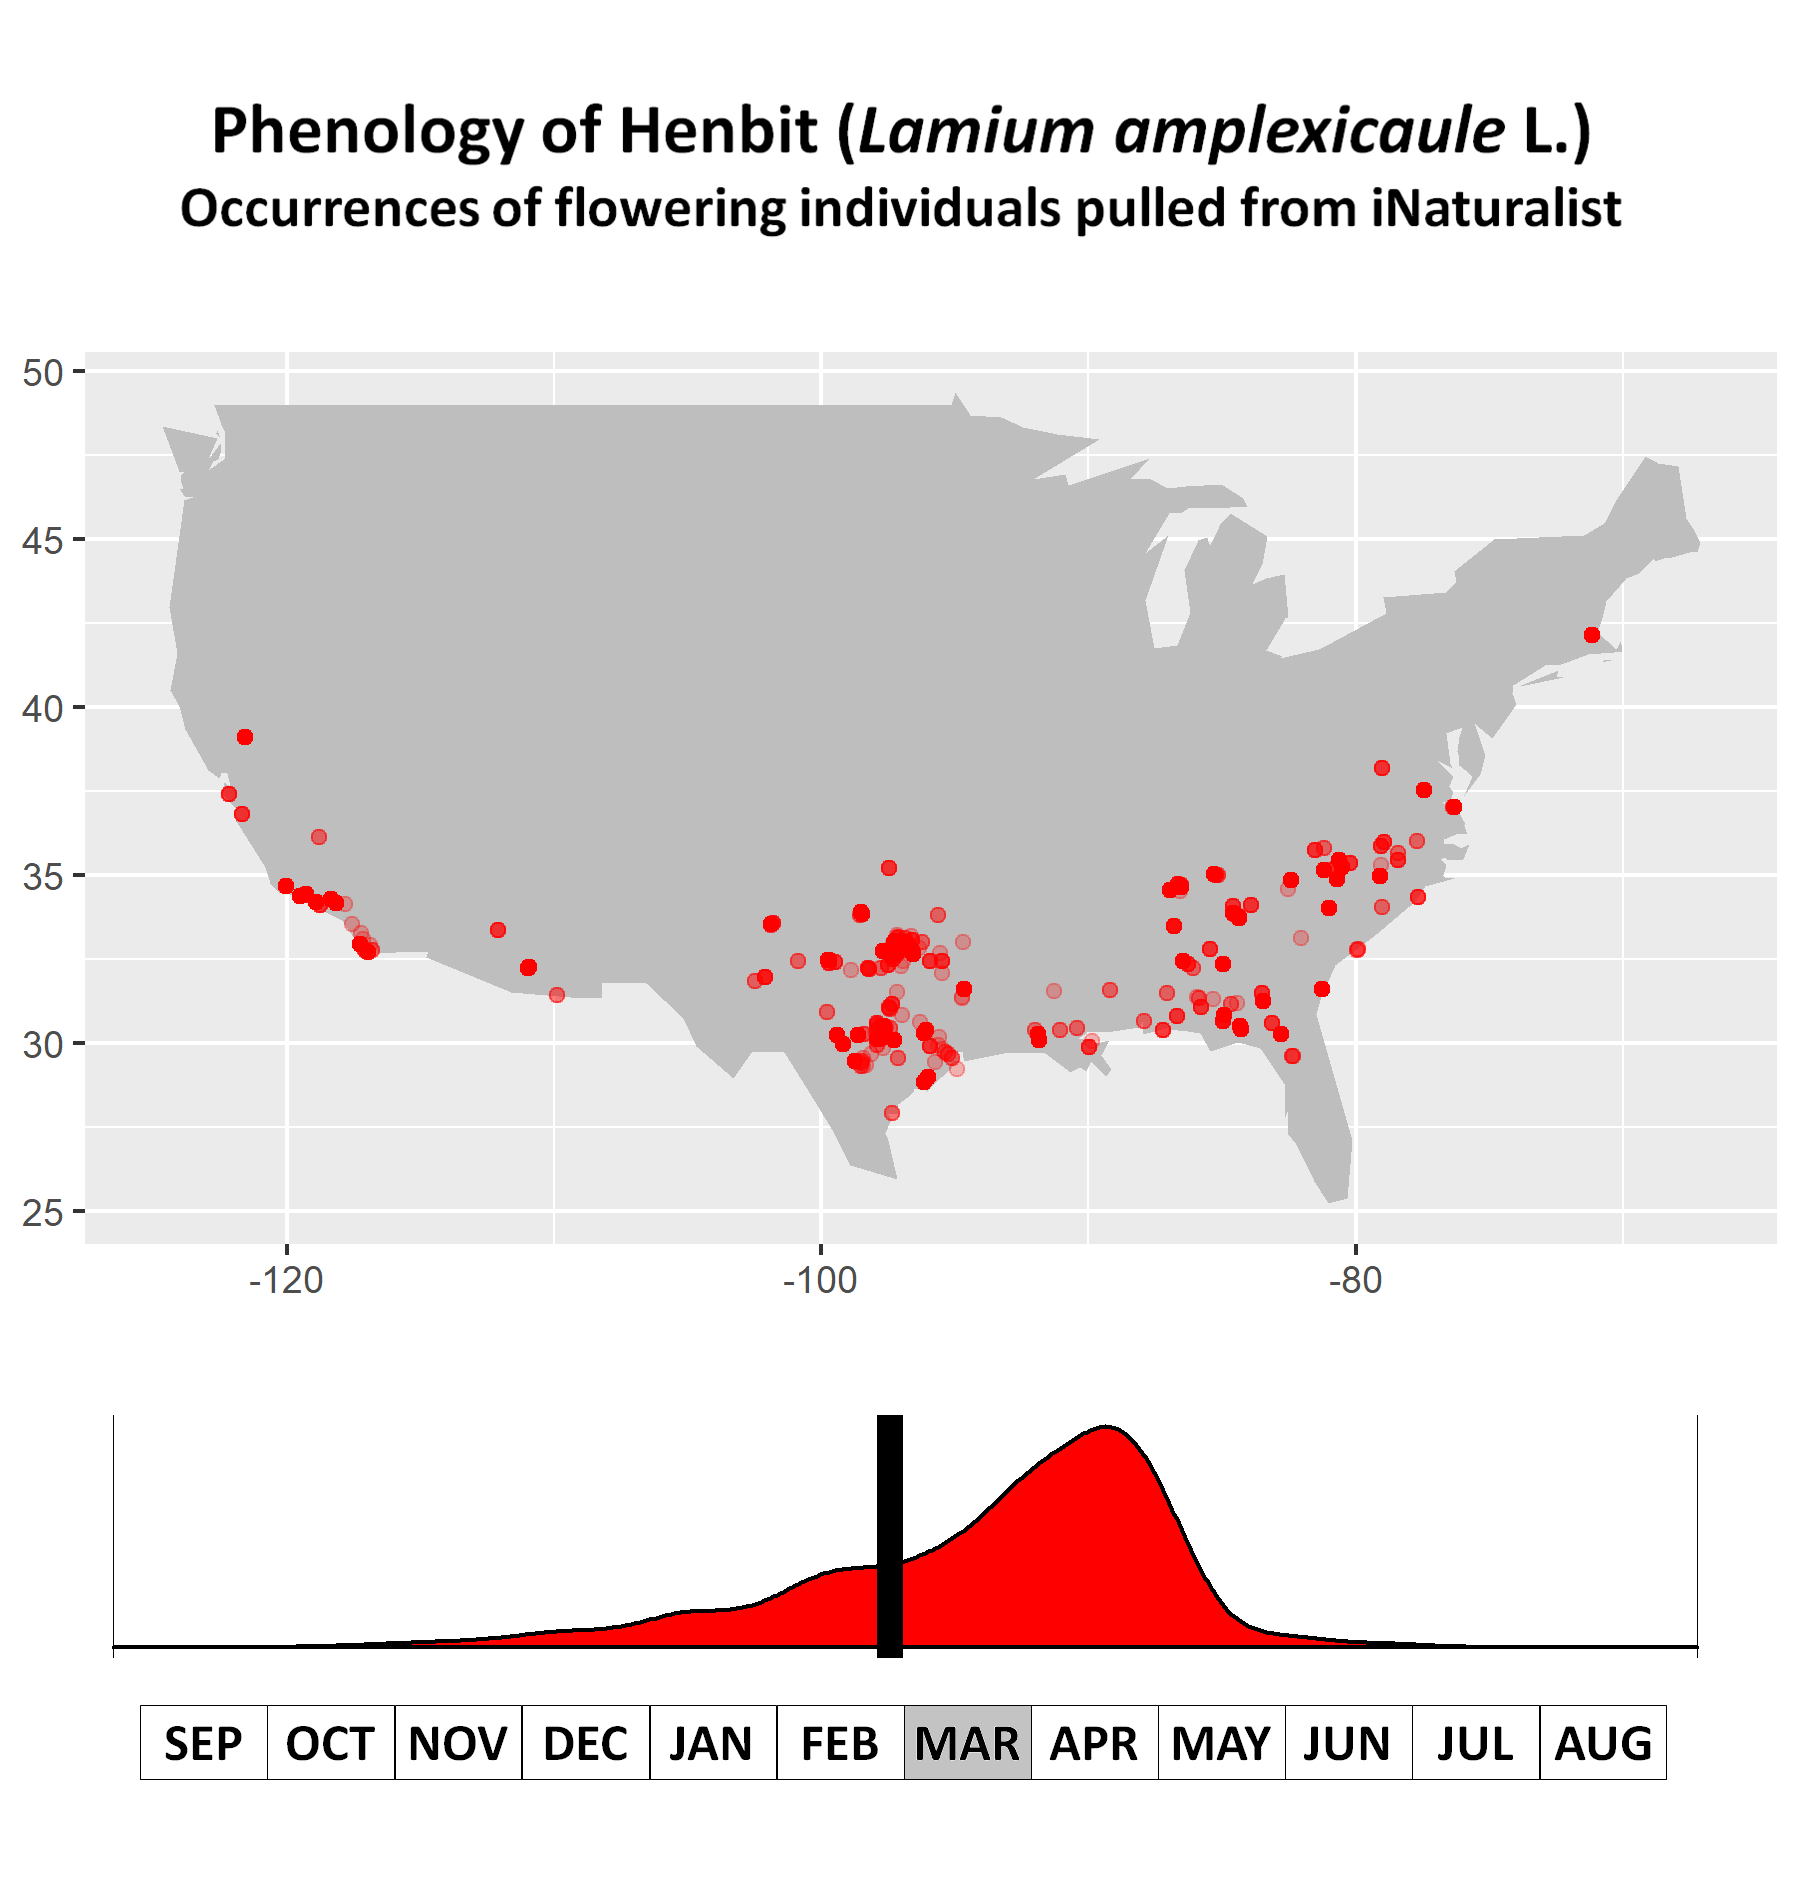 Phenology of Henbit (Lamium amplexicaule L.)
Occurrences of flowering individuals pulled from iNaturalist
50
45
40
35
30
25
-120 -100 -80
SEP OCT NOV DEC JAN FEB MAR APR MAY JUN JUL AUG